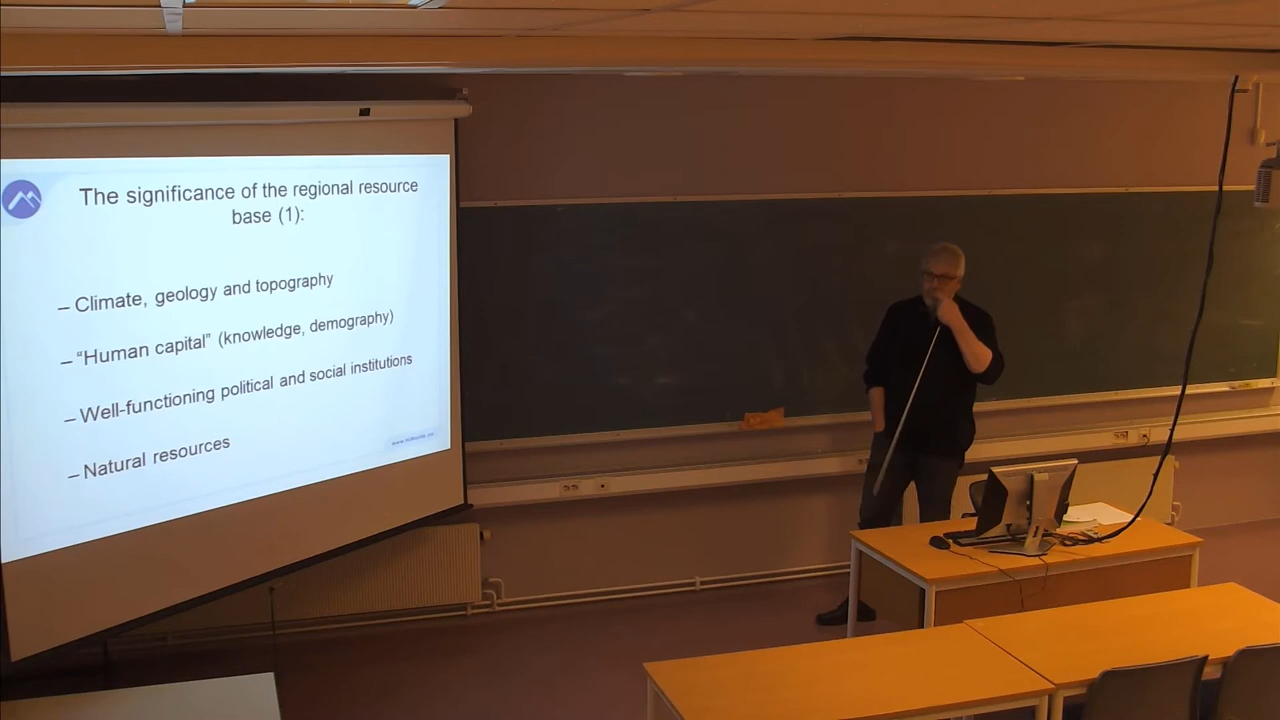 The significance of the regional resource
base (1):
– Climate, geology and topography
– “Human capital” (knowledge, demography)
– Well-functioning political and social institutions
– Natural resources